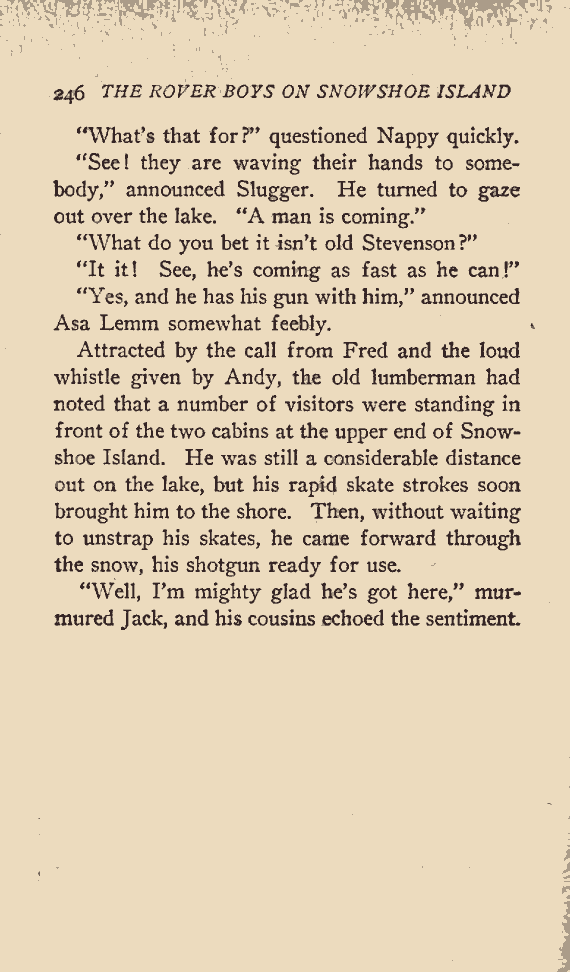 246 THE ROVER BOYS ON SNOWSHOE ISLAND
“What’s that for?” questioned Nappy quickly.
“See! they are waving their hands to some-
body,” announced Slugger. He turned to gaze
out over the lake. “A man is coming.”
“What do you bet it isn’t old Stevenson?”
“It it! See, he’s coming as fast as he can!”
“Yes, and he has his gun with him,” announced
Asa Lemm somewhat feebly.
Attracted by the call from Fred and the loud
whistle given by Andy, the old lumberman had
noted that a number of visitors were standing in
front of the two cabins at the upper end of Snow-
shoe Island. He was still a considerable distance
out on the lake, but his rapid skate strokes soon
brought him to the shore. Then, without waiting
to unstrap his skates, he came forward through
the snow, his shotgun ready for use.
“Well, I’m mighty glad he’s got here,” mur-
mured Jack, and his cousins echoed the sentiment.